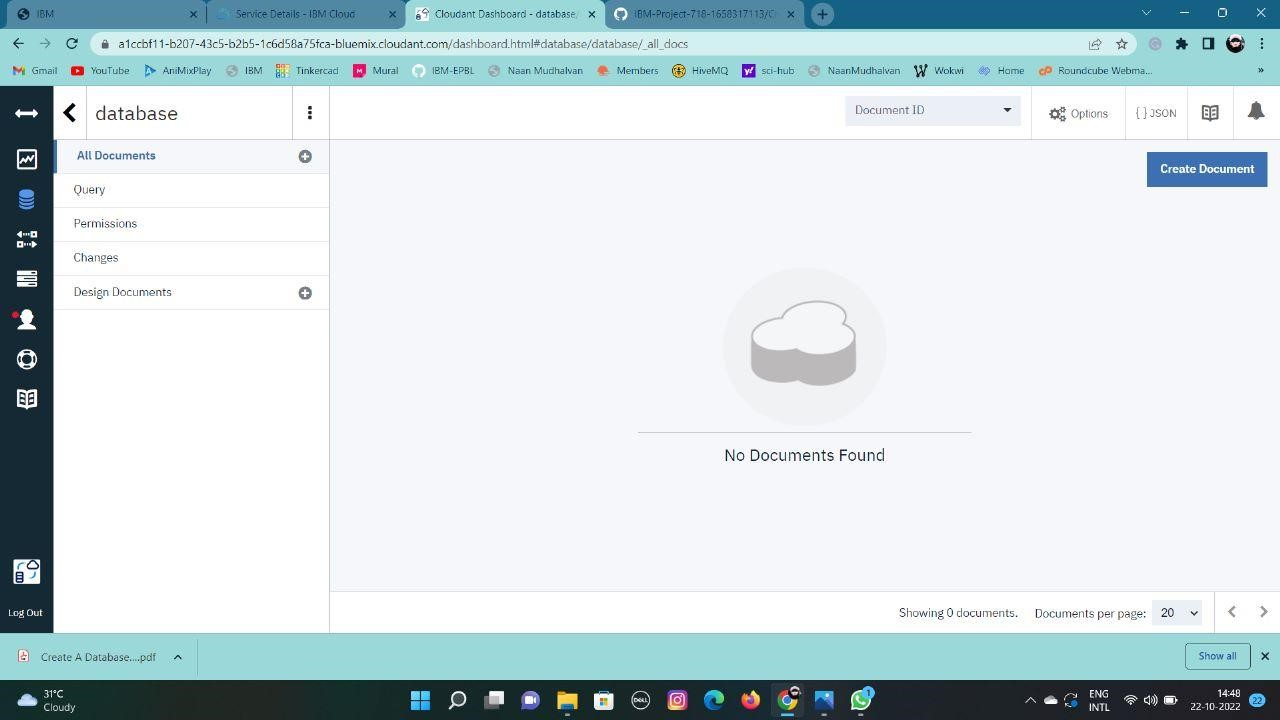 IBM
Service Details - IBM Cloud
Cloudant Dashboard - database/
IBM-Project-718-1658317113/Cr
a1ccbf11-b207-43c5-b2b5-1c6d58a75fca-bluemix.cloudant.com/dashboard.html#database/database/_all_docs
Gmail
YouTube
AniMixPlay
IBM
Tinkercad
Mural
IBM-EPBL
Naan Mudhalvan
Members
HiveMQ
sci-hub
NaanMudhalvan
Wokwi
Home
Roundcube Webma...
database
Document ID
Options
{ } JSON
All Documents
Query
Permissions
Changes
Design Documents
Create Document
No Documents Found
Log Out
Showing 0 documents.
Documents per page:
20
Create A Database....pdf
Show all
31°C
Cloudy
DELL
1
ENG
INTL
14:48
22-10-2022
22